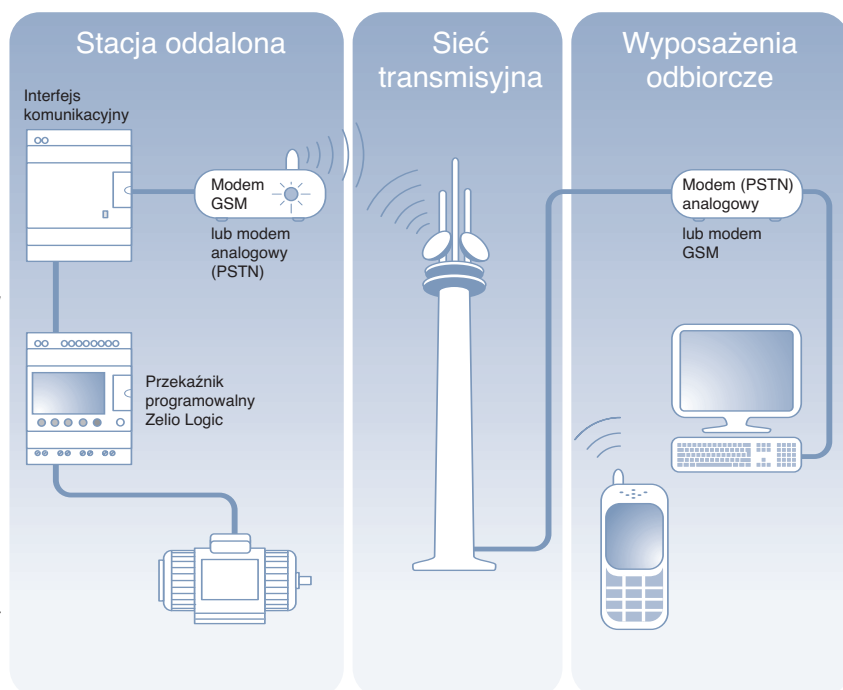 Stacja oddalona
Interfejs
komunikacyjny
Modem
GSM
lub modem
analogowy
(PSTN)
Przekaźnik
programowalny
Zelio Logic
Sieć
transmisyjna
Wyposażenia
odbiorcze
Modem (PSTN)
analogowy
lub modem
GSM